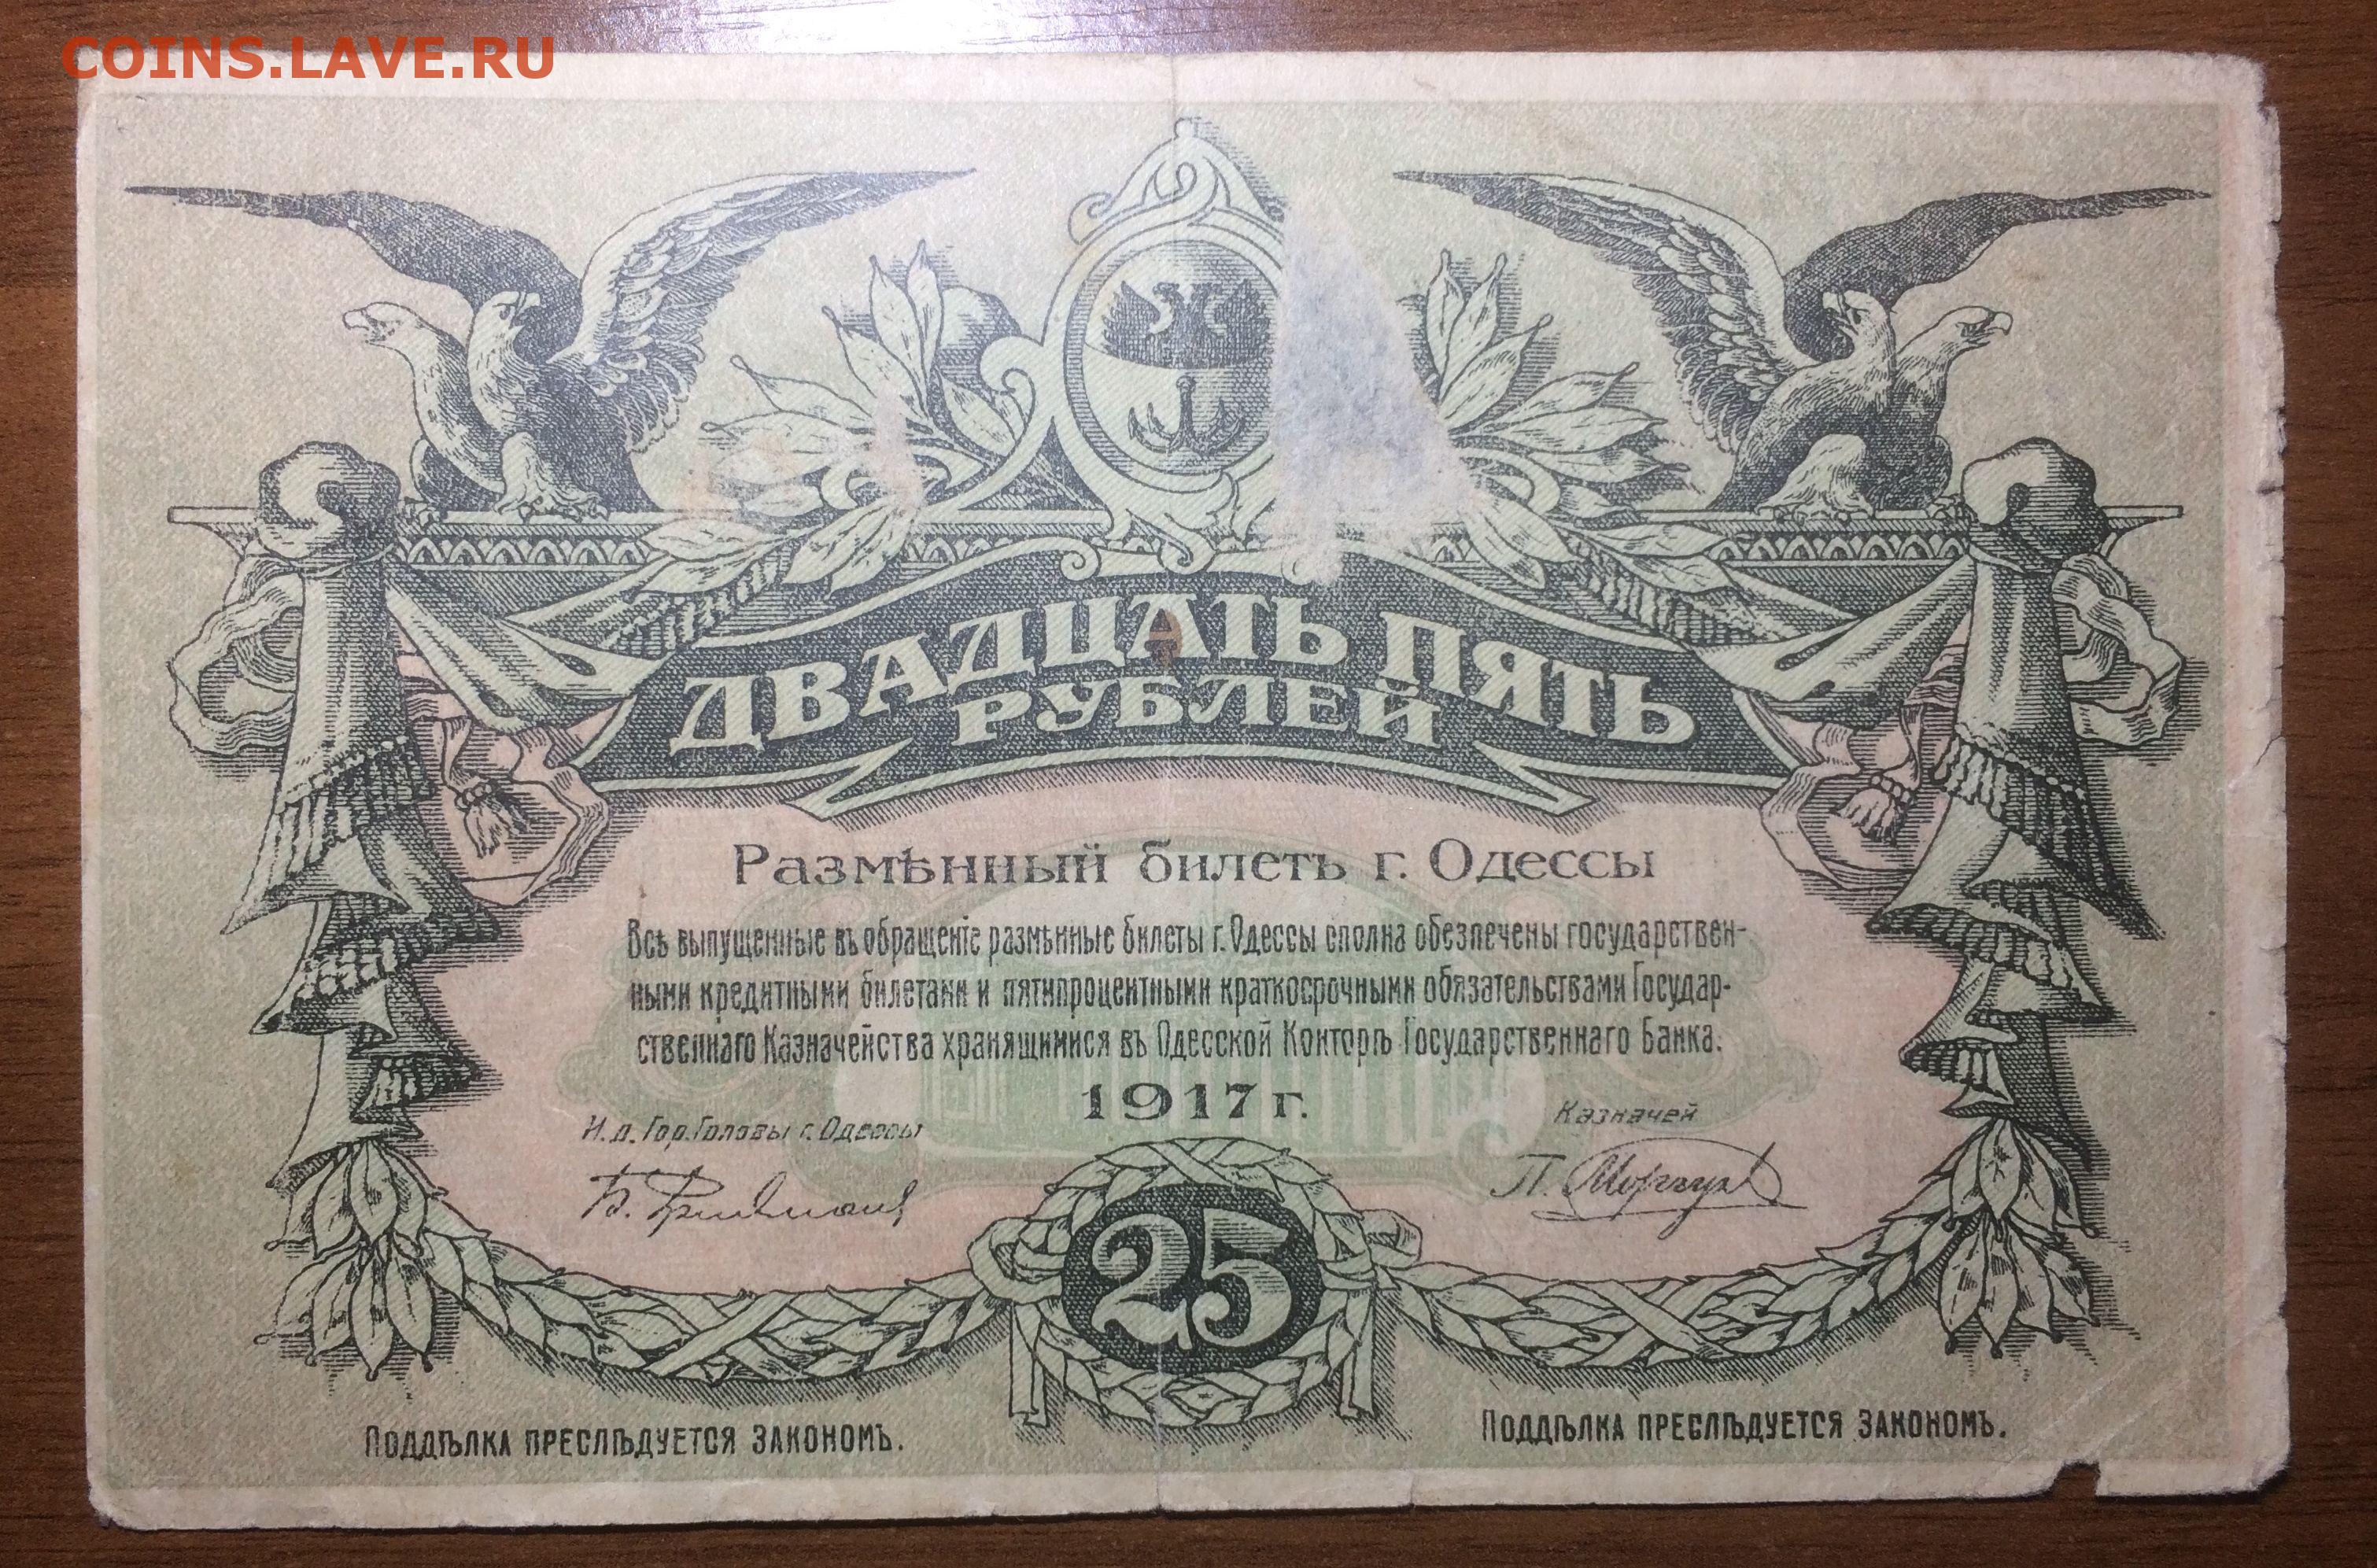 COINS.LAVE.RU
ДВАДЦАТЬ ПЯТЬ
РУБЛЕЙ
Размѣнный билетъ г. Одессы
Всѣ выпущенные въ обращеніе размѣнные билеты г. Одессы сполна обезпечены государствен-
ными кредитными билетами и пятипроцентными краткосрочными обязательствами Государ-
ственнаго Казначейства хранящимися въ Одесской Конторѣ Государственнаго Банка.
1917 г.
И. д. Гор. Головы г. Одессы
Казначей
Б. Фридманъ
П.
25
Поддѣлка преслѣдуется закономъ.
Поддѣлка преслѣдуется закономъ.